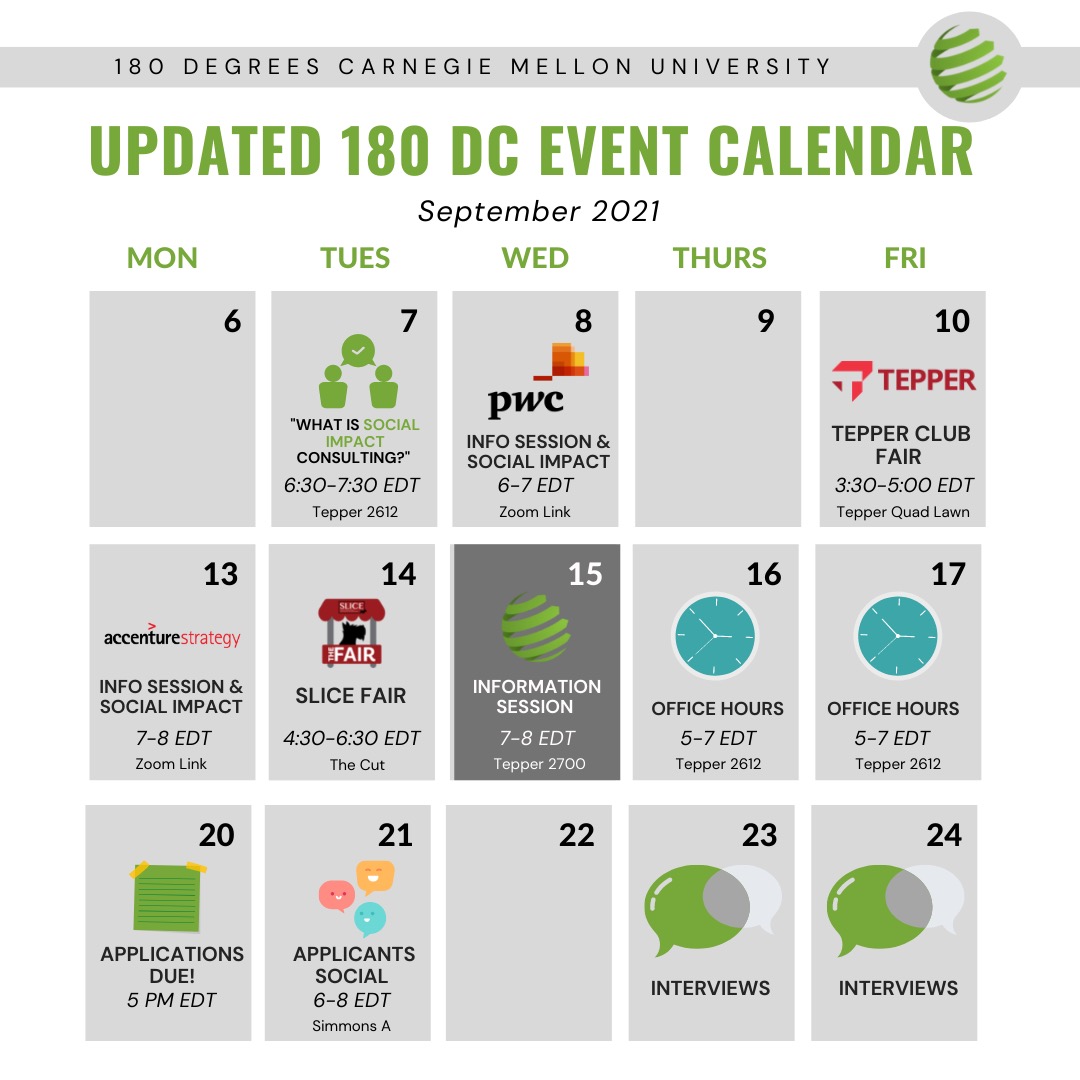 180 DEGREES CARNEGIE MELLON UNIVERSITY
UPDATED 180 DC EVENT CALENDAR
September 2021
MON
TUES
WED
THURS
FRI
6
7
"WHAT IS SOCIAL
IMPACT
CONSULTING?"
6:30-7:30 EDT
Tepper 2612
8
pwc
INFO SESSION &
SOCIAL IMPACT
6-7 EDT
Zoom Link
9
10
TEPPER
TEPPER CLUB
FAIR
3:30-5:00 EDT
Tepper Quad Lawn
13
accenturestrategy
INFO SESSION &
SOCIAL IMPACT
7-8 EDT
Zoom Link
14
SLICE
THE FAIR
SLICE FAIR
4:30-6:30 EDT
The Cut
15
INFORMATION
SESSION
7-8 EDT
Tepper 2700
16
OFFICE HOURS
5-7 EDT
Tepper 2612
17
OFFICE HOURS
5-7 EDT
Tepper 2612
20
APPLICATIONS
DUE!
5 PM EDT
21
APPLICANTS
SOCIAL
6-8 EDT
Simmons A
22
23
INTERVIEWS
24
INTERVIEWS